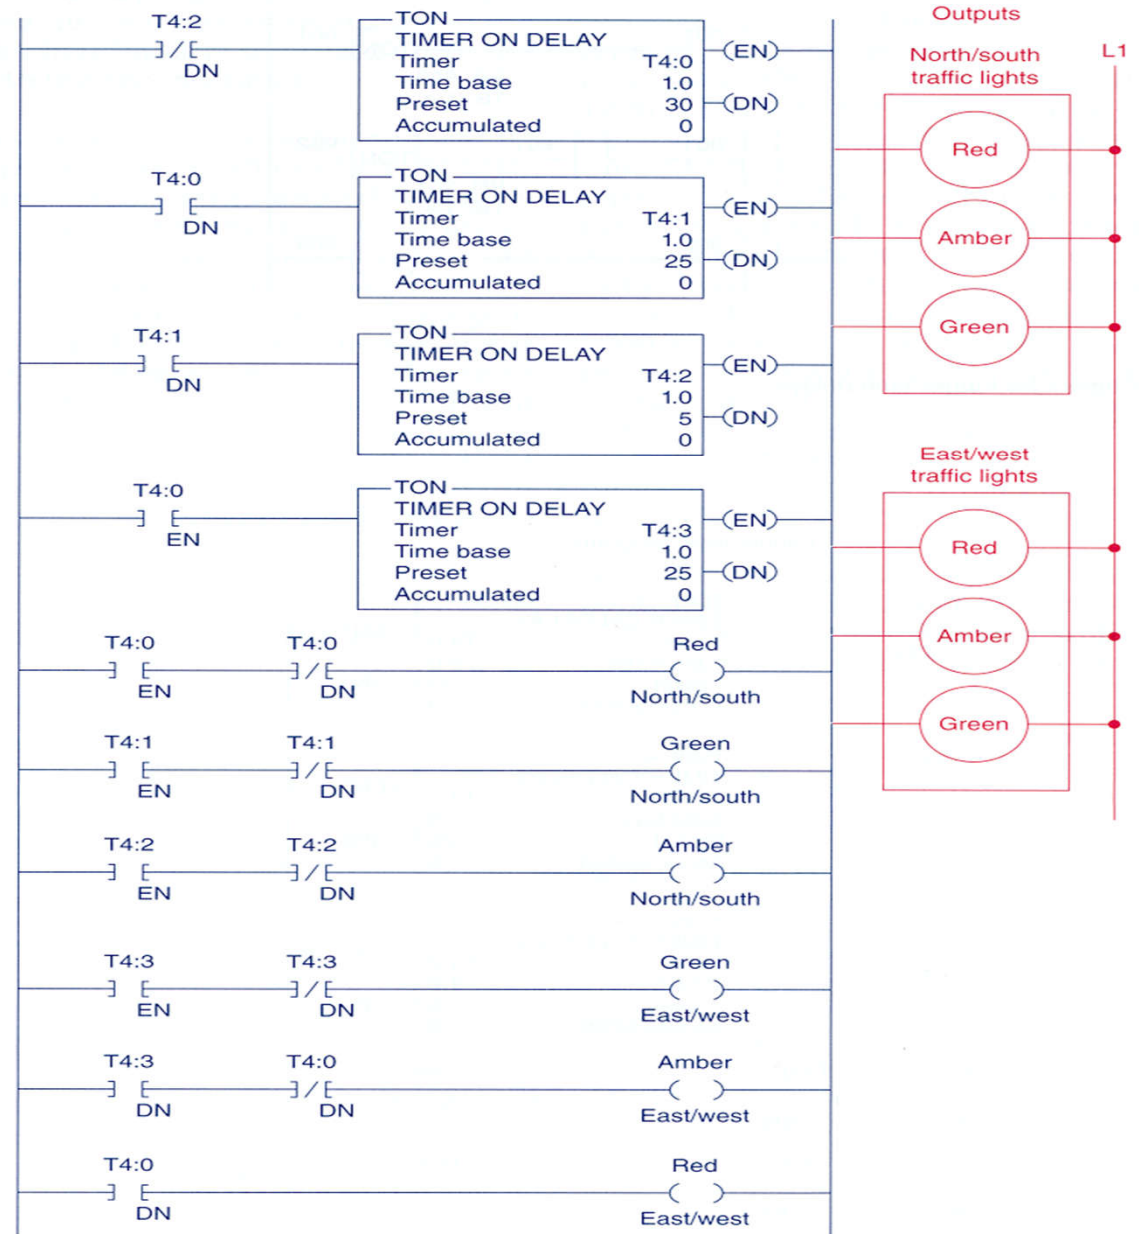 T4:2
DN
TON
TIMER ON DELAY
Timer T4:0
Time base 1.0
Preset 30
Accumulated 0
(EN)
(DN)
T4:0
DN
TON
TIMER ON DELAY
Timer T4:1
Time base 1.0
Preset 25
Accumulated 0
(EN)
(DN)
T4:1
DN
TON
TIMER ON DELAY
Timer T4:2
Time base 1.0
Preset 5
Accumulated 0
(EN)
(DN)
T4:0
EN
TON
TIMER ON DELAY
Timer T4:3
Time base 1.0
Preset 25
Accumulated 0
(EN)
(DN)
T4:0 T4:0 Red
EN DN North/south
T4:1 T4:1 Green
EN DN North/south
T4:2 T4:2 Amber
EN DN North/south
T4:3 T4:3 Green
EN DN East/west
T4:3 T4:0 Amber
DN DN East/west
T4:0 Red
DN East/west
Outputs
North/south
traffic lights
L1
Red
Amber
Green
East/west
traffic lights
Red
Amber
Green